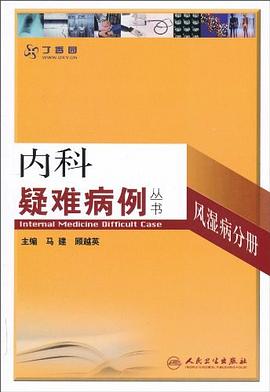 丁香园
WWW.DXY.CN
内科
疑难病例
丛书
Internal Medicine Difficult Case
风湿病分册
主编 马 建 顾越英
人民卫生出版社